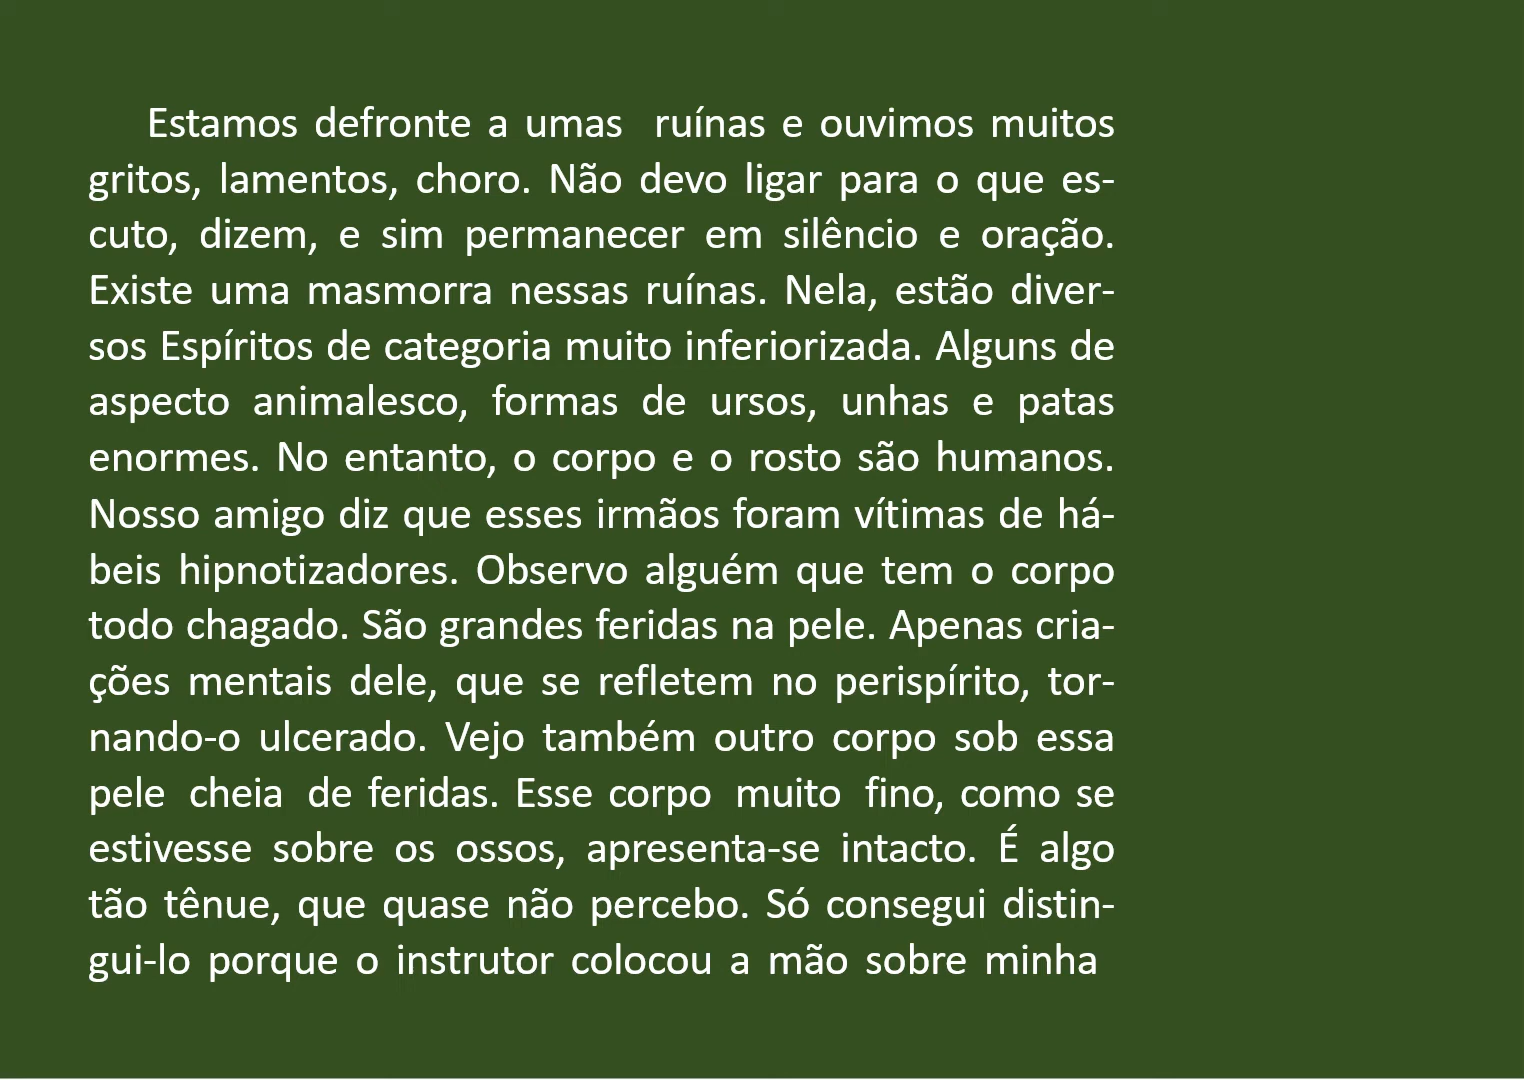 Estamos defronte a umas ruínas e ouvimos muitos
gritos, lamentos, choro. Não devo ligar para o que es-
cuto, dizem, e sim permanecer em silêncio e oração.
Existe uma masmorra nessas ruínas. Nela, estão diver-
sos Espíritos de categoria muito inferiorizada. Alguns de
aspecto animalesco, formas de ursos, unhas e patas
enormes. No entanto, o corpo e o rosto são humanos.
Nosso amigo diz que esses irmãos foram vítimas de há-
beis hipnotizadores. Observo alguém que tem o corpo
todo chagado. São grandes feridas na pele. Apenas cria-
ções mentais dele, que se refletem no perispírito, tor-
nando-o ulcerado. Vejo também outro corpo sob essa
pele cheia de feridas. Esse corpo muito fino, como se
estivesse sobre os ossos, apresenta-se intacto. É algo
tão tênue, que quase não percebo. Só consegui distin-
gui-lo porque o instrutor colocou a mão sobre minha